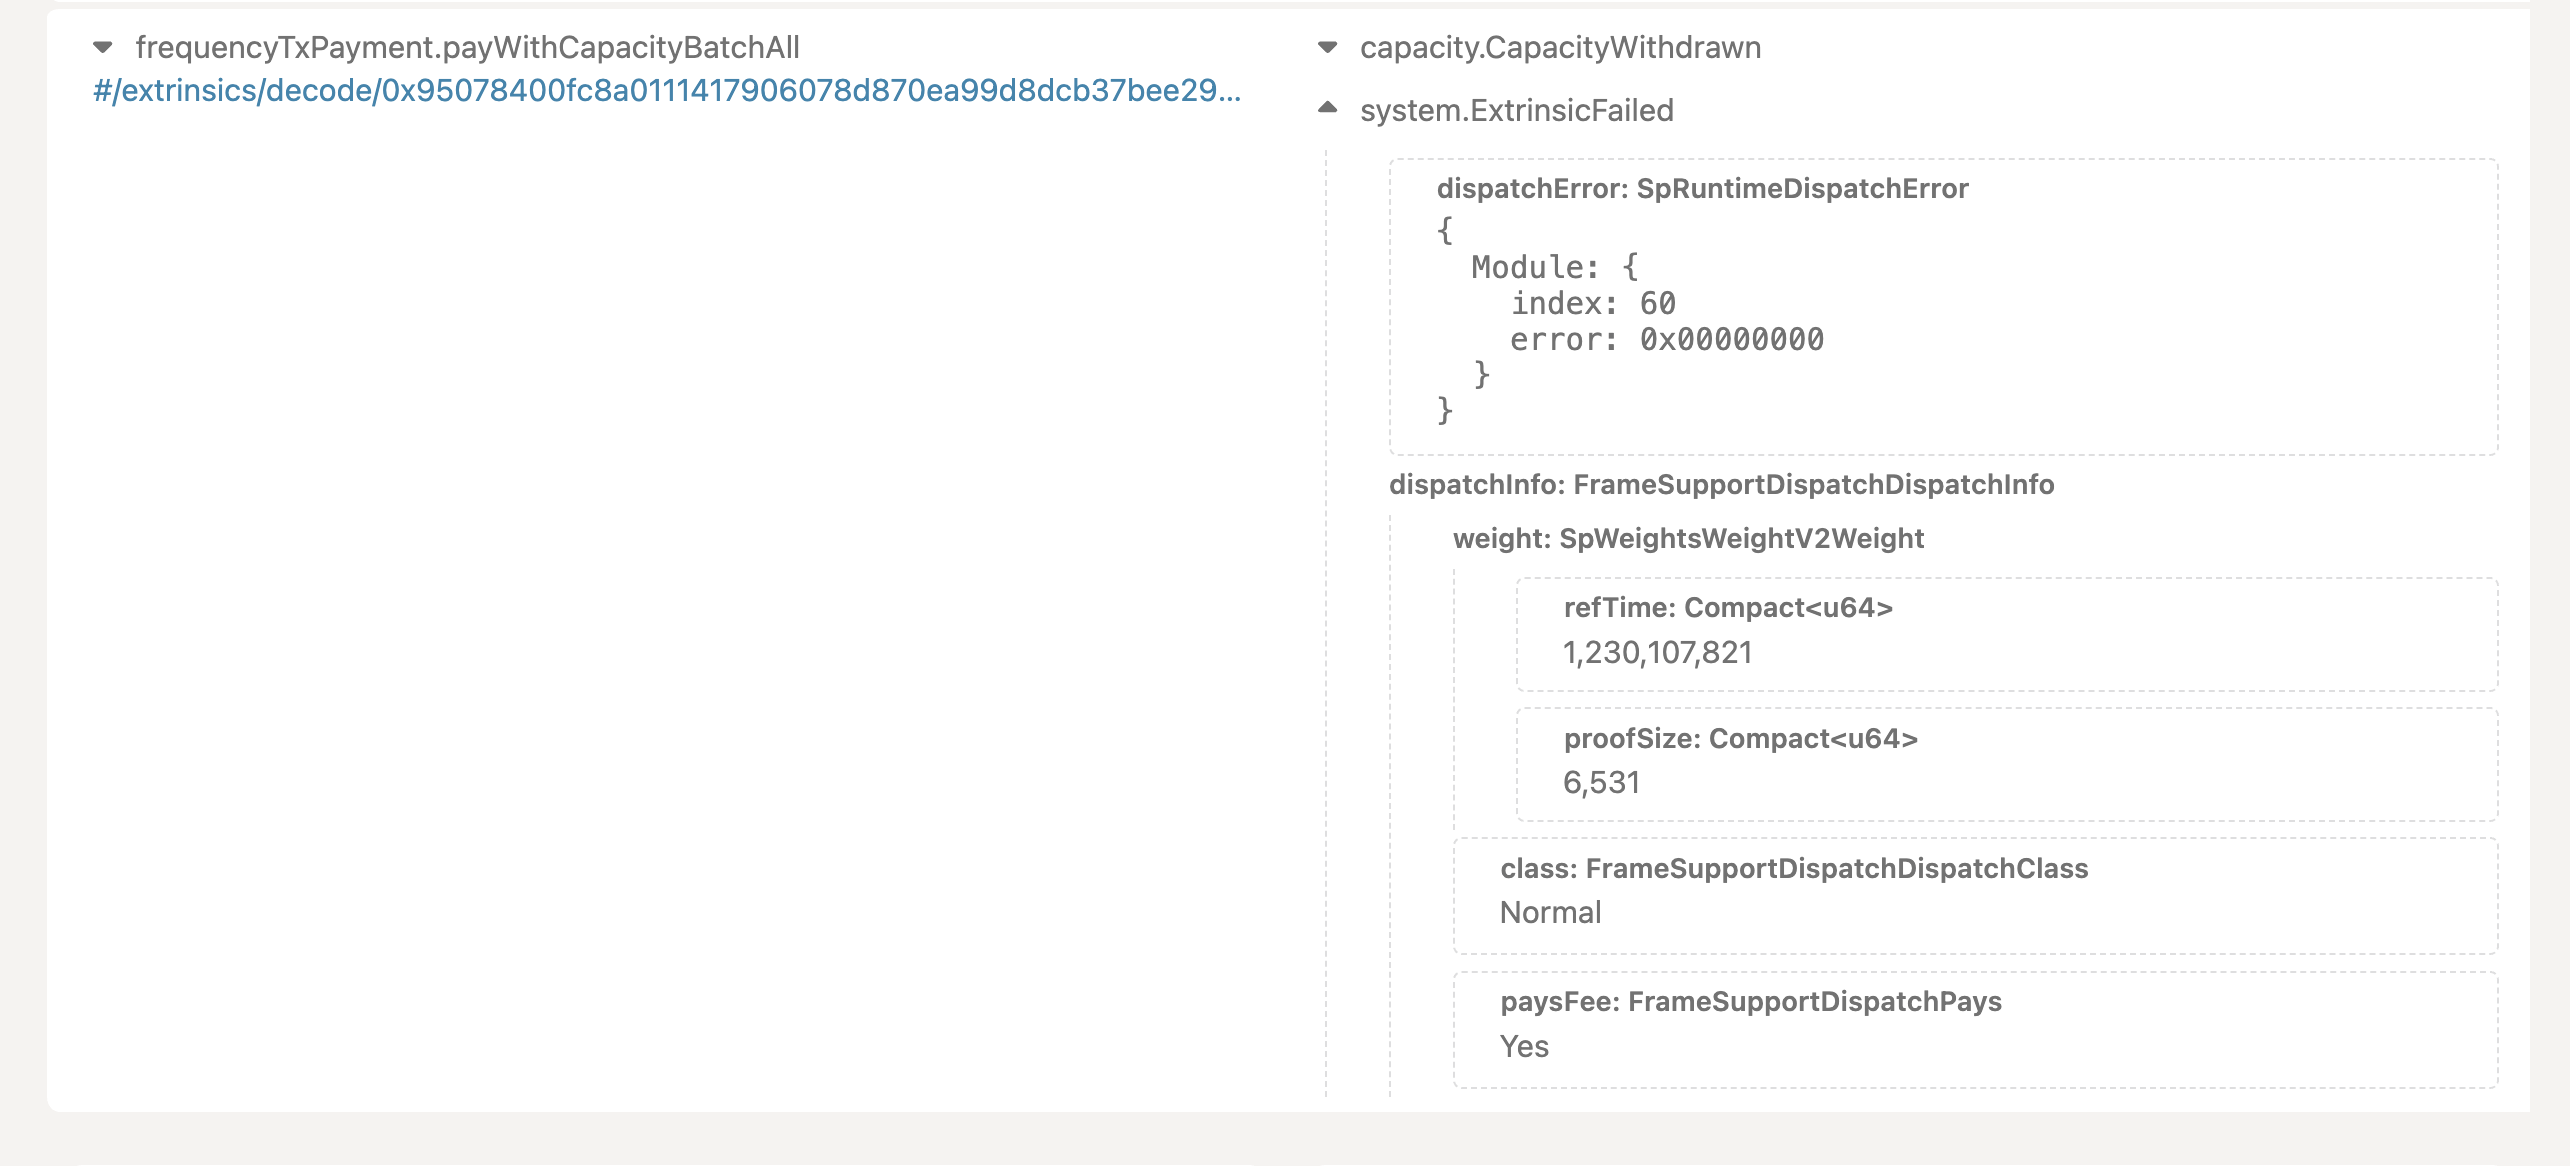 frequencyTxPayment.payWithCapacityBatchAll
#/extrinsics/decode/0x95078400fc8a0111417906078d870ea99d8dcb37bee29...
capacity.CapacityWithdrawn
system.ExtrinsicFailed
dispatchError: SpRuntimeDispatchError
{
Module: {
index: 60
error: 0x00000000
}
}
dispatchInfo: FrameSupportDispatchDispatchInfo
weight: SpWeightsWeightV2Weight
refTime: Compact<u64>
1,230,107,821
proofSize: Compact<u64>
6,531
class: FrameSupportDispatchDispatchClass
Normal
paysFee: FrameSupportDispatchPays
Yes